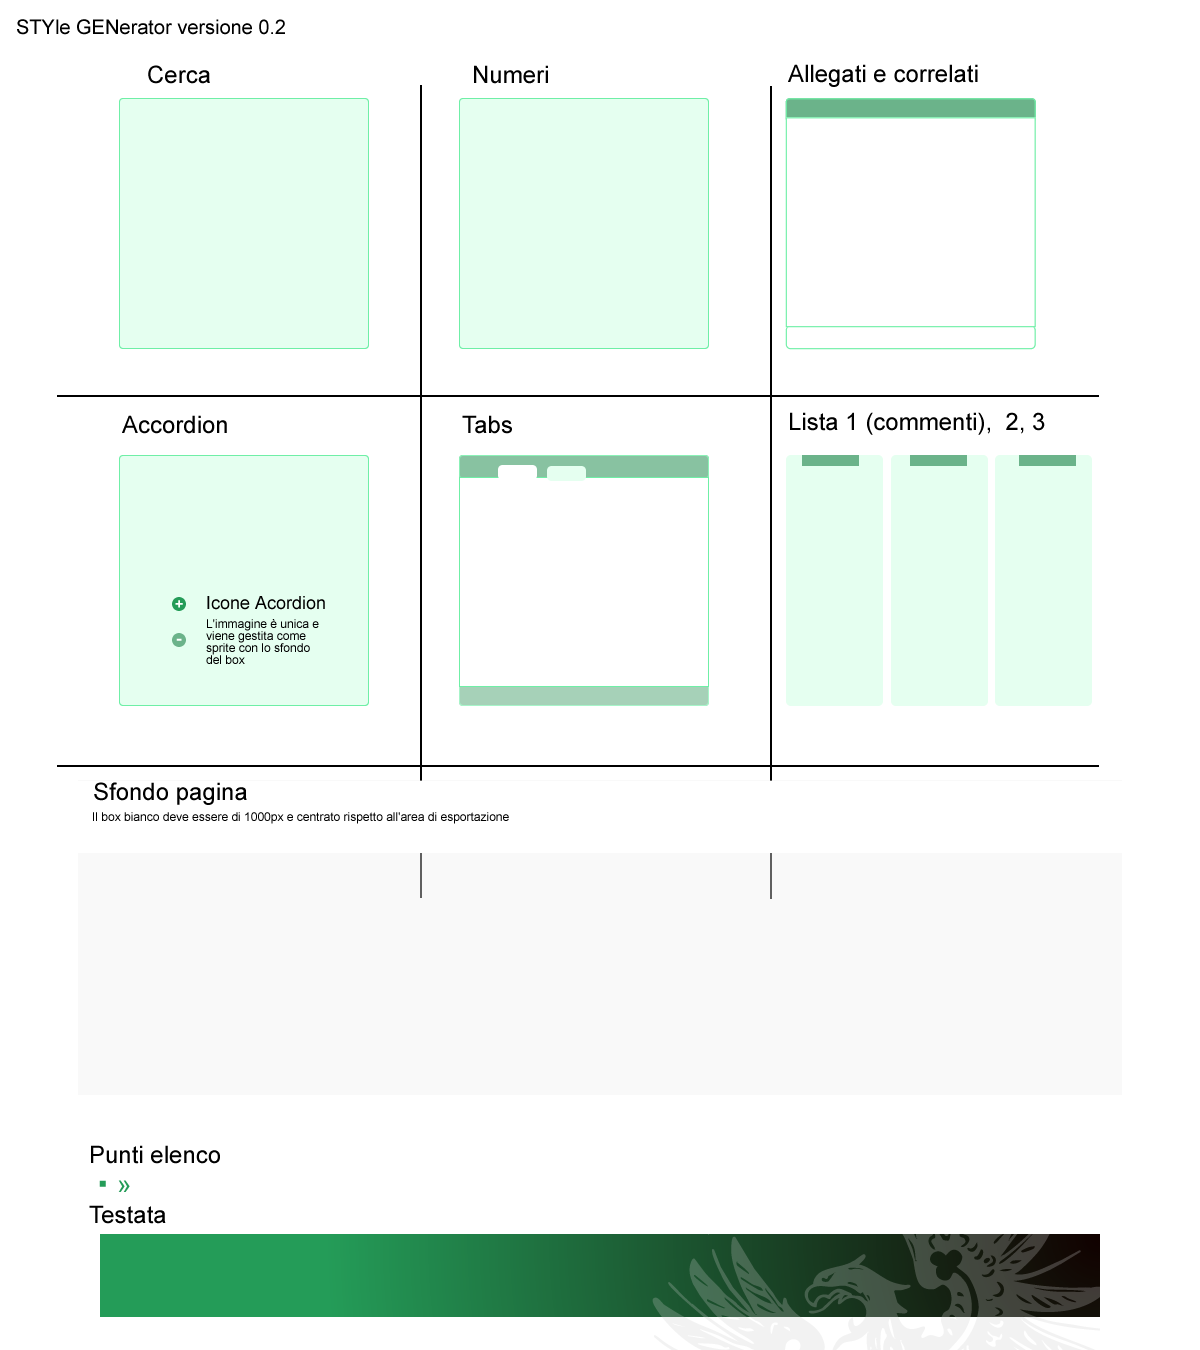 STYle GENerator versione 0.2
Cerca
Numeri
Allegati e correlati
Accordion
Tabs
Lista 1 (commenti),  2, 3
Icone Acordion
L'immagine è unica e
viene gestita come
sprite con lo sfondo
del box
Sfondo pagina
Il box bianco deve essere di 1000px e centrato rispetto all'area di esportazione
Punti elenco
▪ »
Testata